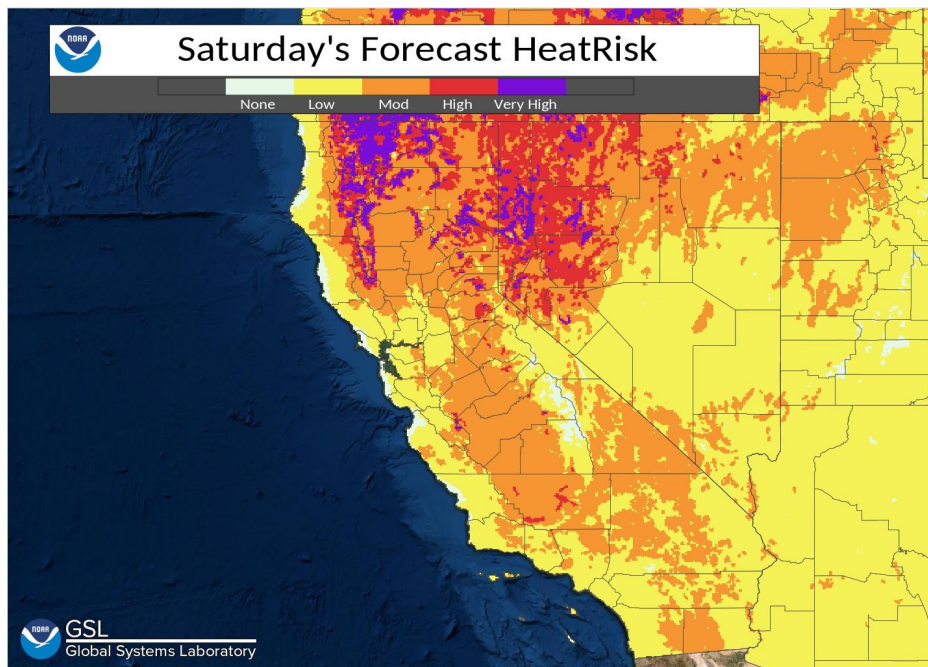 NOAA
Saturday's Forecast HeatRisk
None Low Mod High Very High
NOAA
GSL
Global Systems Laboratory